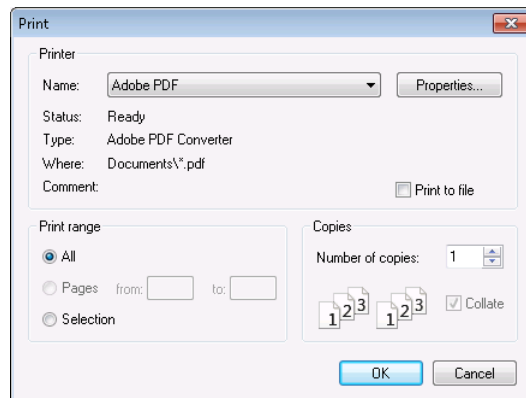 Print
Printer
Name: Adobe PDF Properties...
Status: Ready
Type: Adobe PDF Converter
Where: Documents\*.pdf
Comment:
Print to file
Print range
All
Pages from: to:
Selection
Copies
Number of copies: 1
1 2 3 1 2 3
Collate
OK Cancel